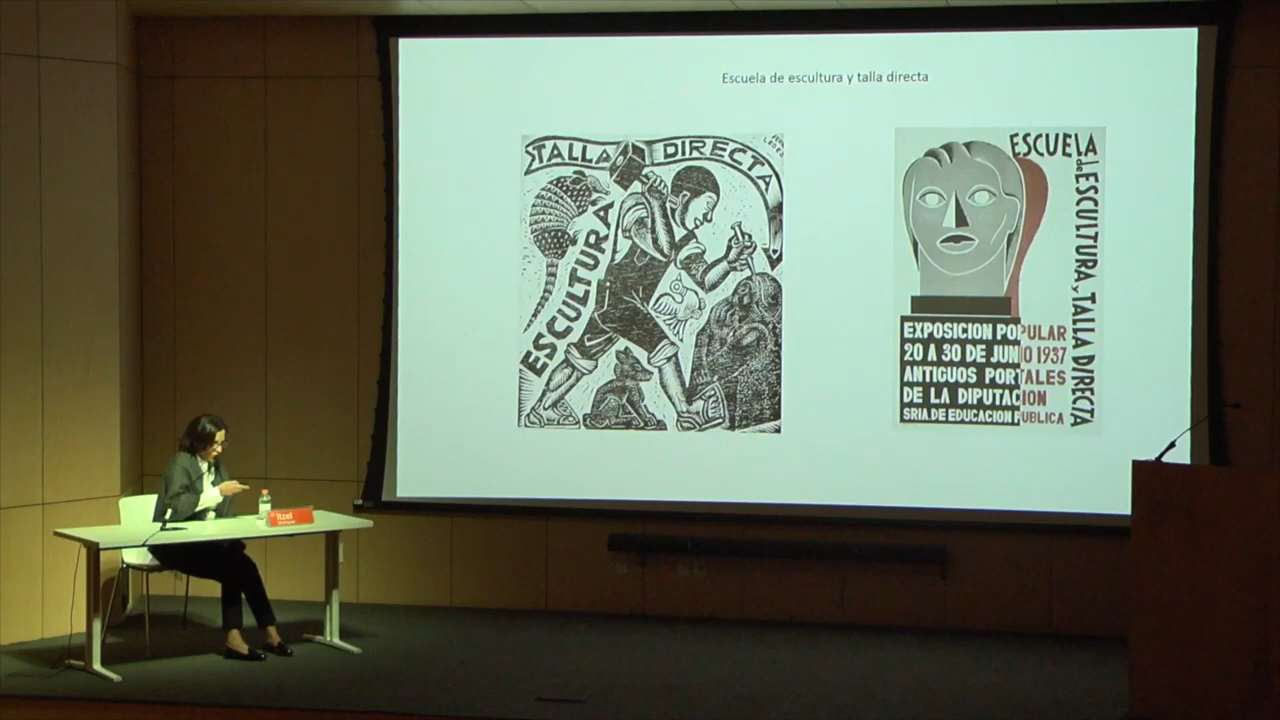 Escuela de escultura y talla directa
TALLA DIRECTA
ESCULTURA
ESCUELA
de ESCULTURA y TALLA DIRECTA
EXPOSICION POPULAR
20 A 30 DE JUNIO 1937
ANTIGUOS PORTALES
DE LA DIPUTACION
SRIA. DE EDUCACION PUBLICA
Itzel